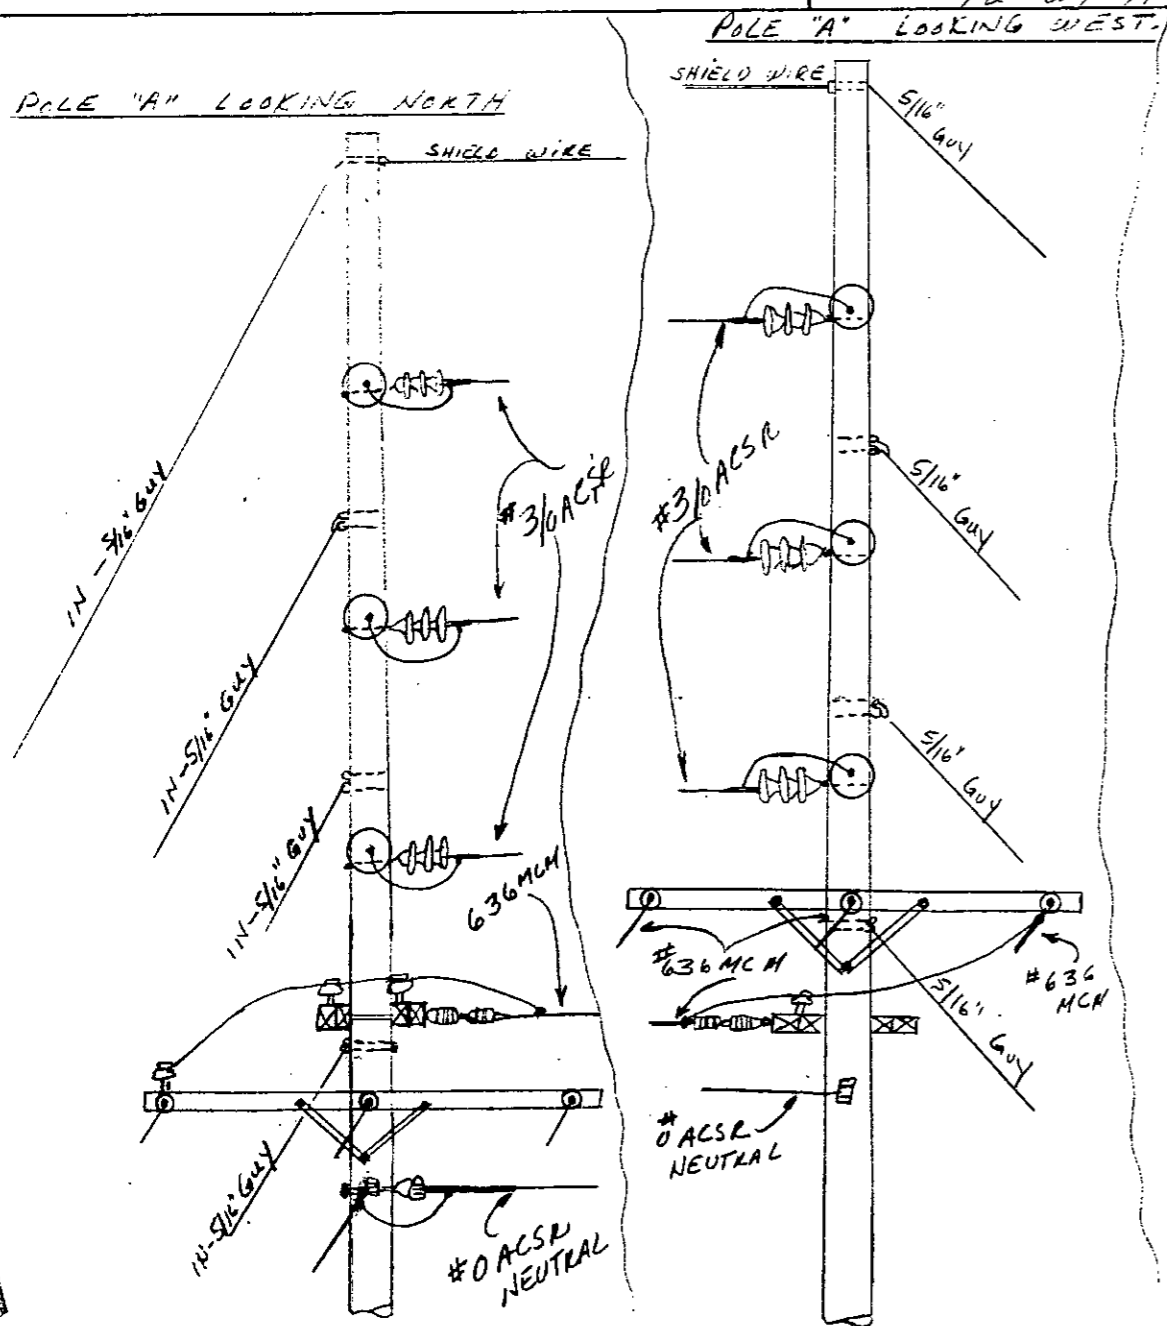 POLE "A" LOOKING WEST.
POLE "A" LOOKING NORTH
SHIELD WIRE
SHIELD WIRE
5/16" GUY
1N - 5/16" GUY
#3/0 ACSR
#3/0 ACSR
5/16" GUY
1N-5/16" GUY
5/16" GUY
1N-5/16" GUY
636 MCM
#636 MCM
#636 MCM
5/16" GUY
1N-5/16" GUY
#0 ACSR NEUTRAL
#0 ACSR NEUTRAL